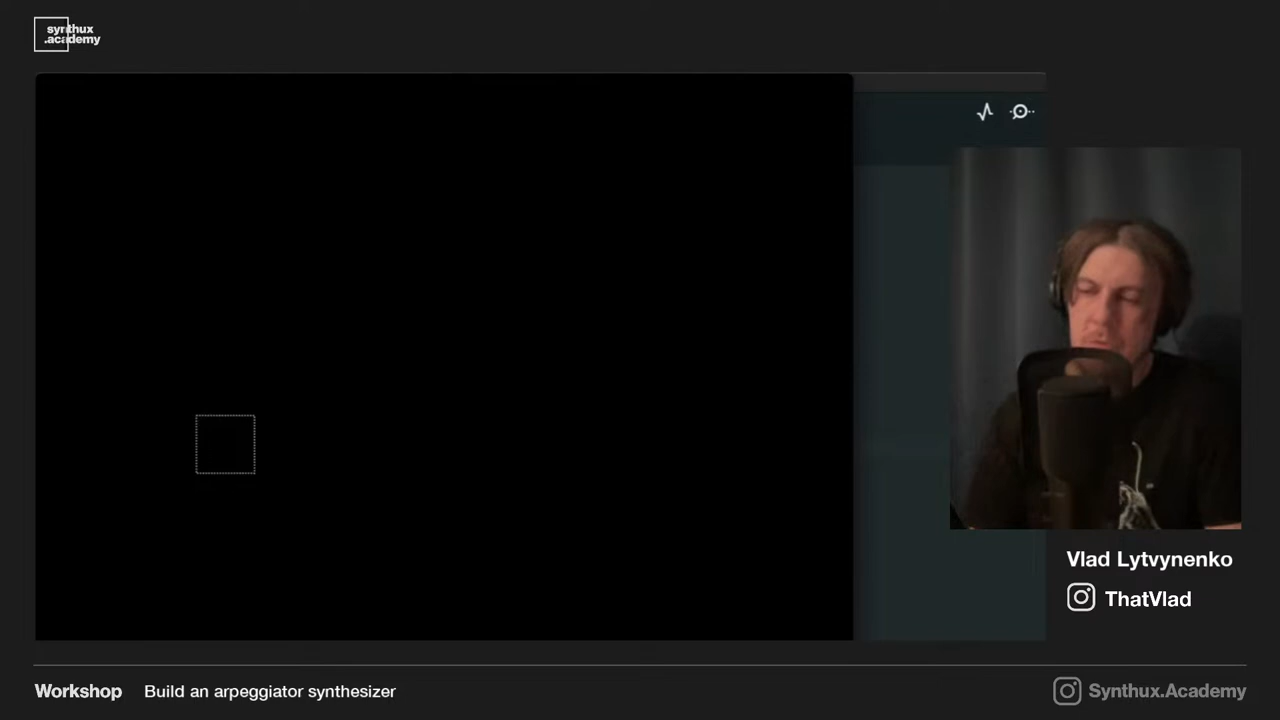 synthux
.academy
Vlad Lytvynenko
ThatVlad
Workshop Build an arpeggiator synthesizer
Synthux.Academy